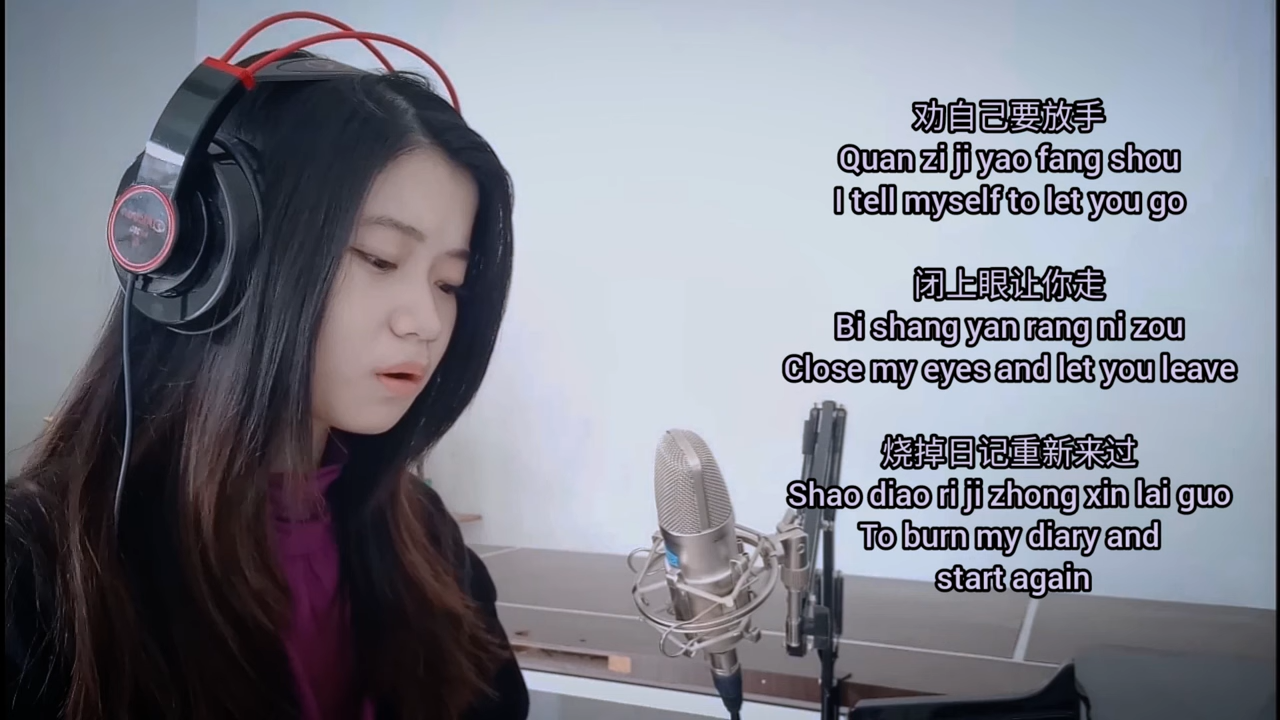 劝自己要放手
Quan zi ji yao fang shou
I tell myself to let you go
闭上眼让你走
Bi shang yan rang ni zou
Close my eyes and let you leave
烧掉日记重新来过
Shao diao ri ji zhong xin lai guo
To burn my diary and
start again